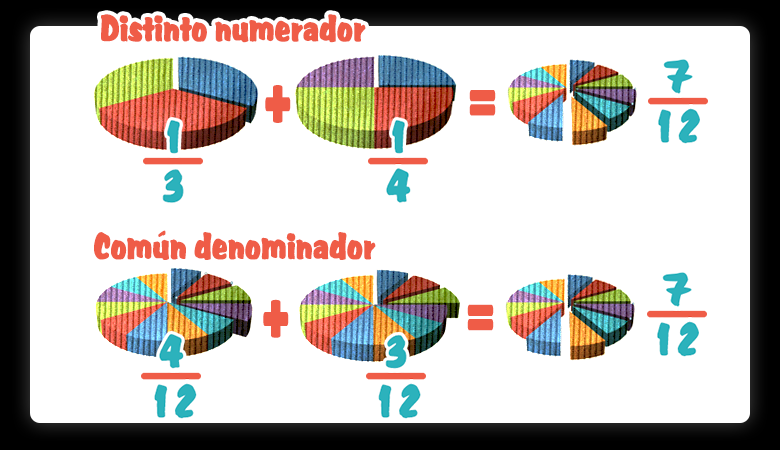 Distinto numerador
1/3 + 1/4 = 7/12
Común denominador
4/12 + 3/12 = 7/12